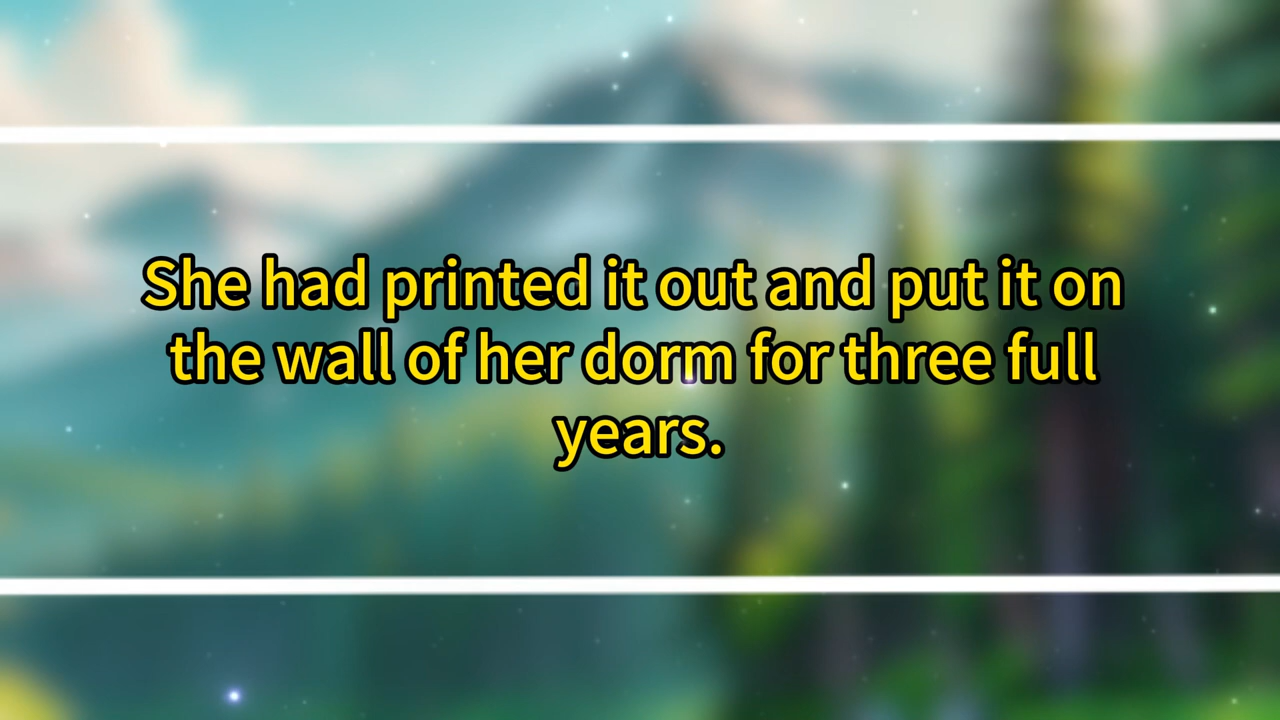 She had printed it out and put it on
the wall of her dorm for three full
years.